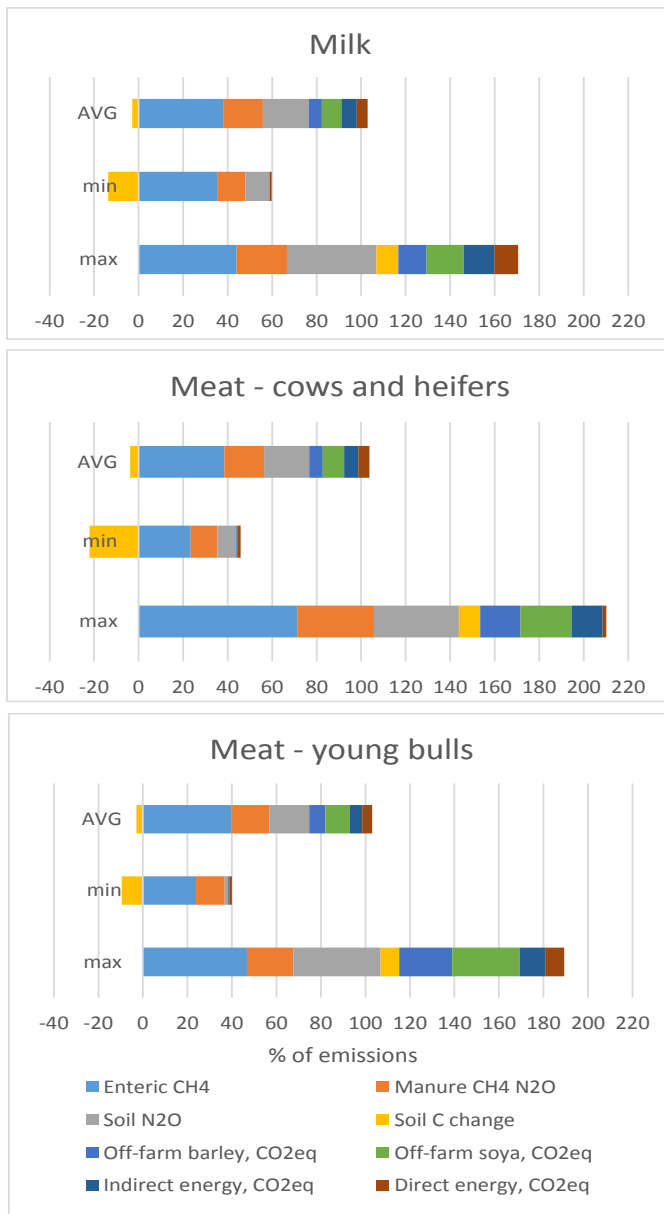 Milk
AVG
min
max
-40 -20 0 20 40 60 80 100 120 140 160 180 200 220
Meat - cows and heifers
AVG
min
max
-40 -20 0 20 40 60 80 100 120 140 160 180 200 220
Meat - young bulls
AVG
min
max
-40 -20 0 20 40 60 80 100 120 140 160 180 200 220
% of emissions
Enteric CH4 Manure CH4 N2O
Soil N2O Soil C change
Off-farm barley, CO2eq Off-farm soya, CO2eq
Indirect energy, CO2eq Direct energy, CO2eq